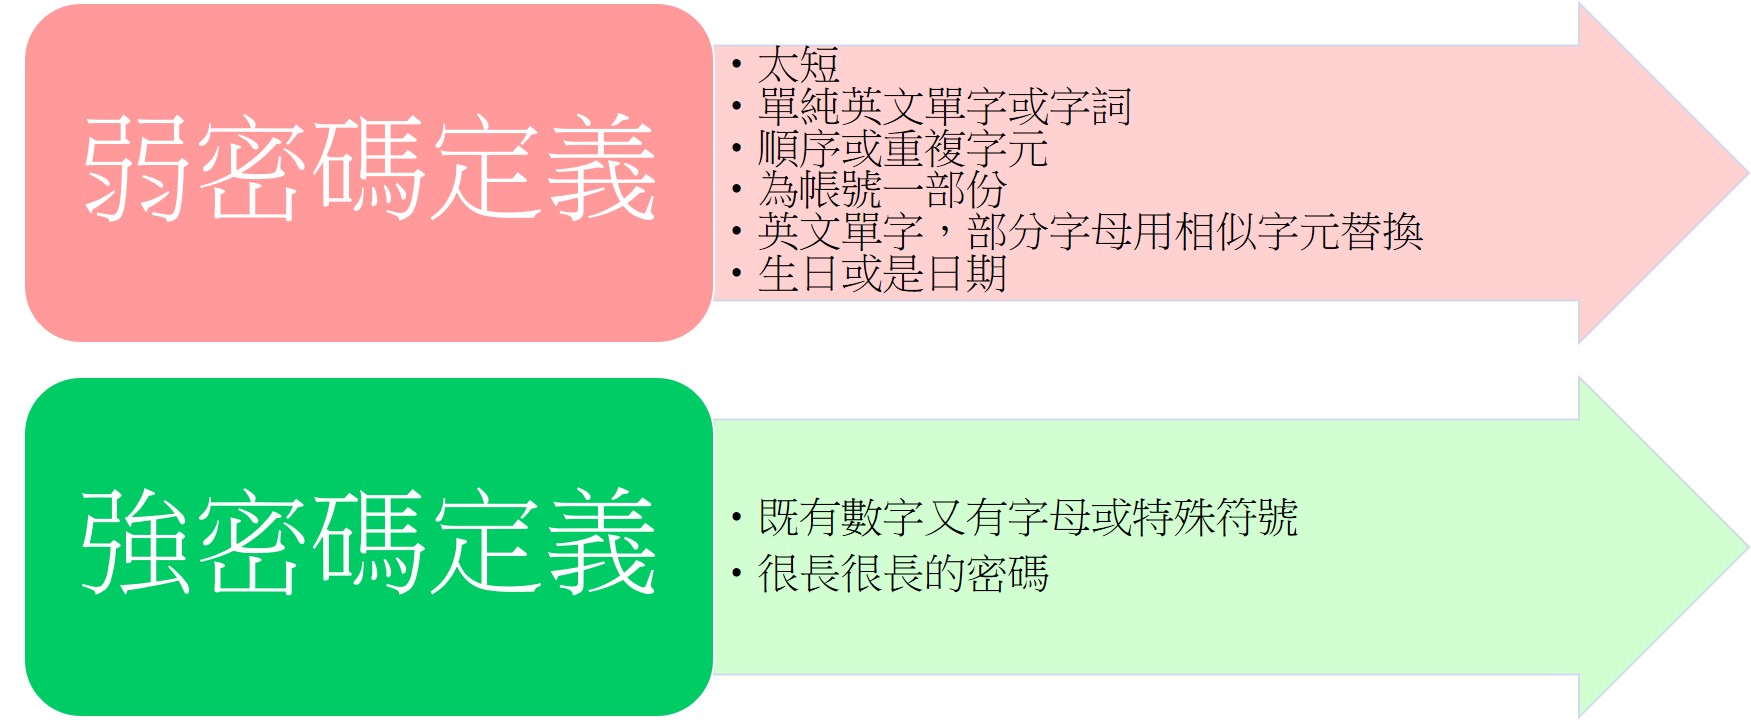 弱密碼定義
• 太短
• 單純英文單字或字詞
• 順序或重複字元
• 為帳號一部份
• 英文單字，部分字母用相似字元替換
• 生日或是日期
強密碼定義
• 既有數字又有字母或特殊符號
• 很長很長的密碼